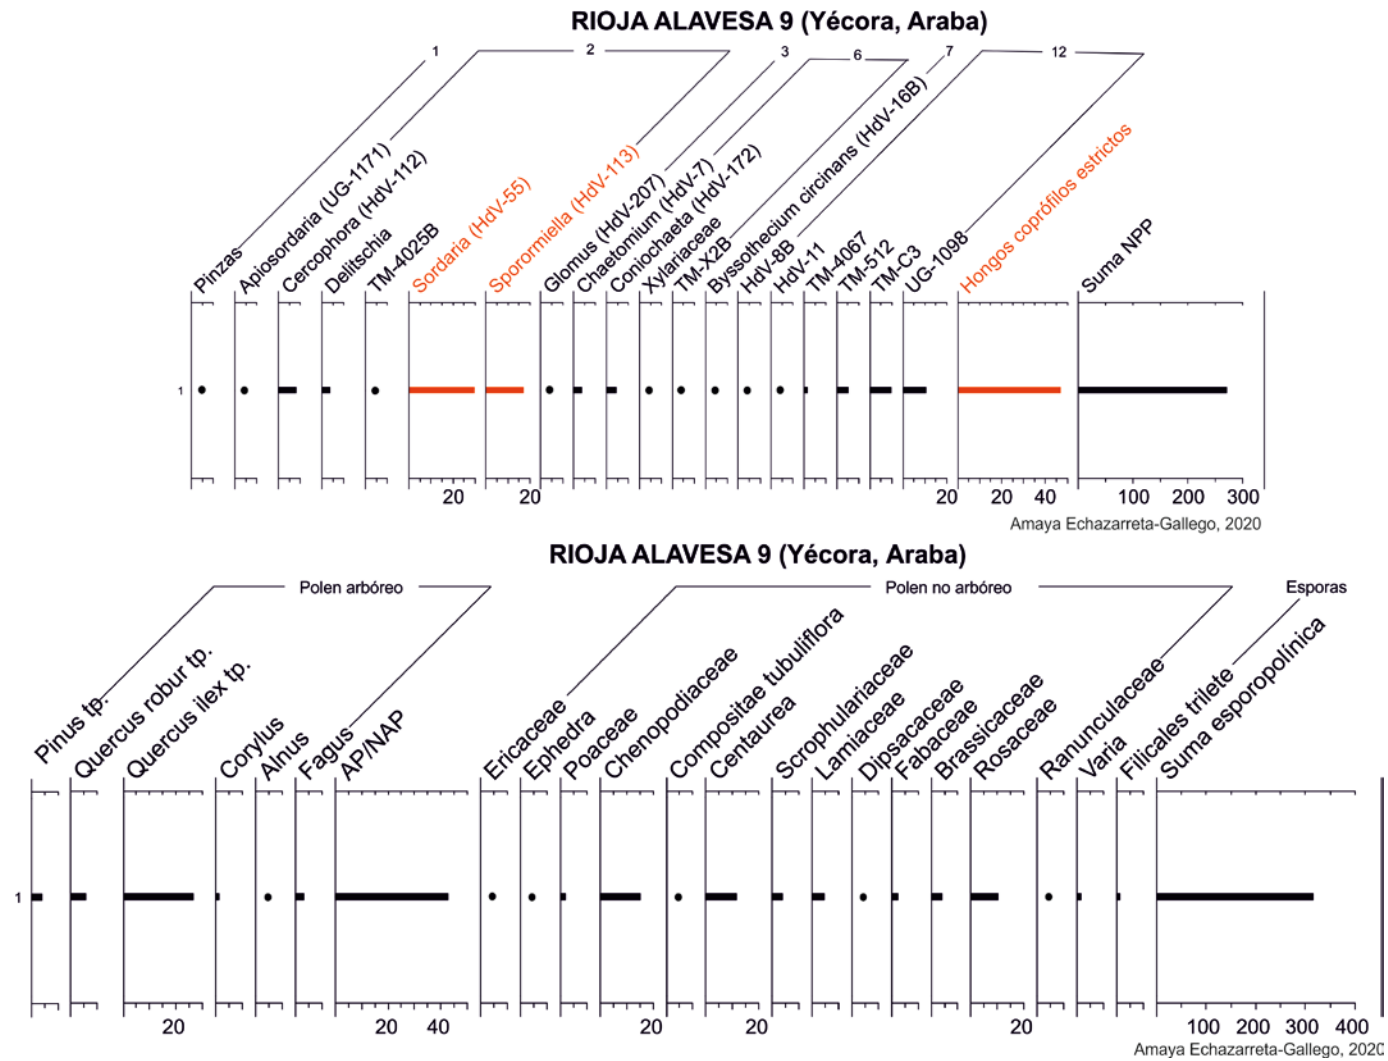 RIOJA ALAVESA 9 (Yécora, Araba)
1
2
3
6
7
12
Pinzas
Apiosordaria (UG-1171)
Cercophora (HdV-112)
Delitschia
TM-4025B
Sordaria (HdV-55)
Sporormiella (HdV-113)
Glomus (HdV-207)
Chaetomium (HdV-7)
Coniochaeta (HdV-172)
Xylariaceae
TM-X2B
Byssothecium circinans (HdV-16B)
HdV-8B
HdV-11
TM-4067
TM-512
TM-C3
UG-1098
Hongos coprófilos estrictos
Suma NPP
1
20 20 20 20 40 100 200 300
Amaya Echazarreta-Gallego, 2020
RIOJA ALAVESA 9 (Yécora, Araba)
Polen arbóreo
Polen no arbóreo
Esporas
Pinus tp.
Quercus robur tp.
Quercus ilex tp.
Corylus
Alnus
Fagus
AP/NAP
Ericaceae
Ephedra
Poaceae
Chenopodiaceae
Compositae tubuliflora
Centaurea
Scrophulariaceae
Lamiaceae
Dipsacaceae
Fabaceae
Brassicaceae
Rosaceae
Ranunculaceae
Varia
Filicales trilete
Suma esporopolínica
1
20 20 40 20 20 20 100 200 300 400
Amaya Echazarreta-Gallego, 2020